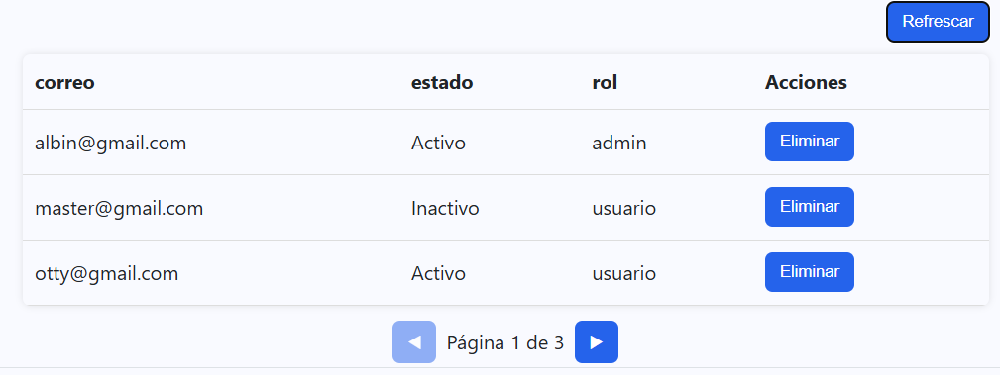 Refrescar
correo estado rol Acciones
albin@gmail.com Activo admin Eliminar
master@gmail.com Inactivo usuario Eliminar
otty@gmail.com Activo usuario Eliminar
◀ Página 1 de 3 ▶